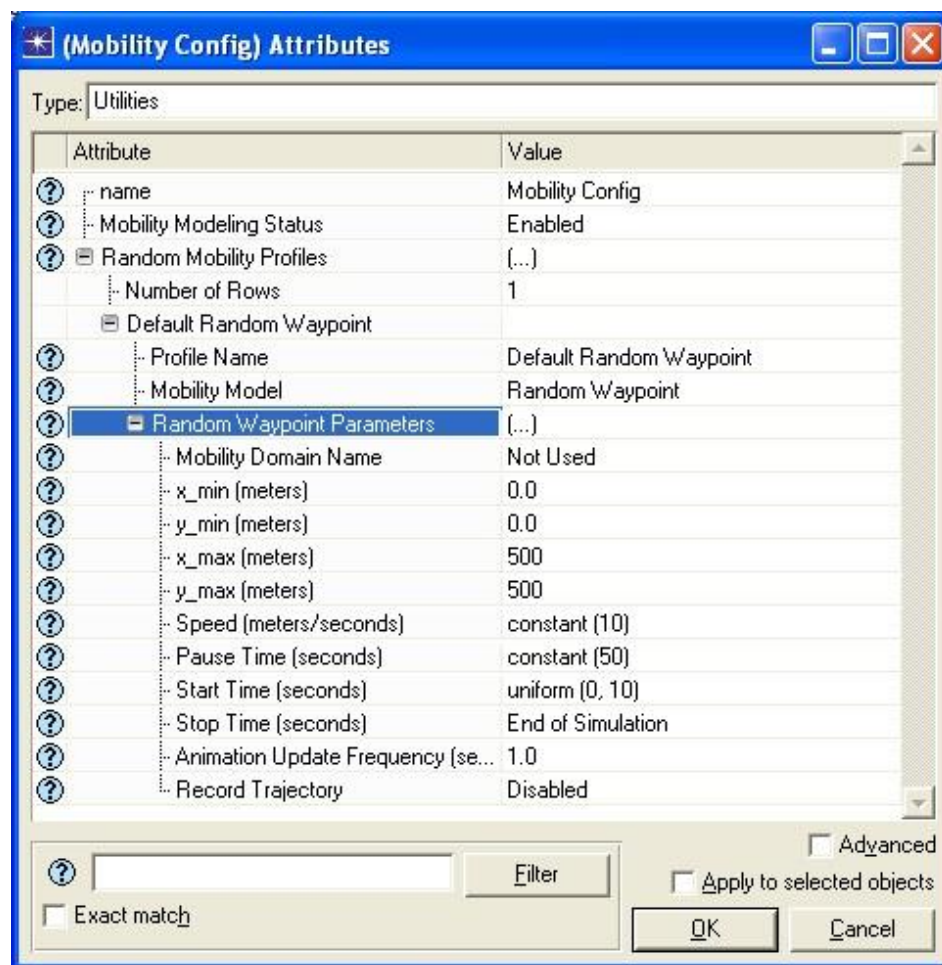 (Mobility Config) Attributes
Type: Utilities
Attribute Value
name Mobility Config
Mobility Modeling Status Enabled
Random Mobility Profiles (...)
Number of Rows 1
Default Random Waypoint
Profile Name Default Random Waypoint
Mobility Model Random Waypoint
Random Waypoint Parameters (...)
Mobility Domain Name Not Used
x_min (meters) 0.0
y_min (meters) 0.0
x_max (meters) 500
y_max (meters) 500
Speed (meters/seconds) constant (10)
Pause Time (seconds) constant (50)
Start Time (seconds) uniform (0, 10)
Stop Time (seconds) End of Simulation
Animation Update Frequency (se... 1.0
Record Trajectory Disabled
Advanced
Filter
Apply to selected objects
Exact match
OK Cancel